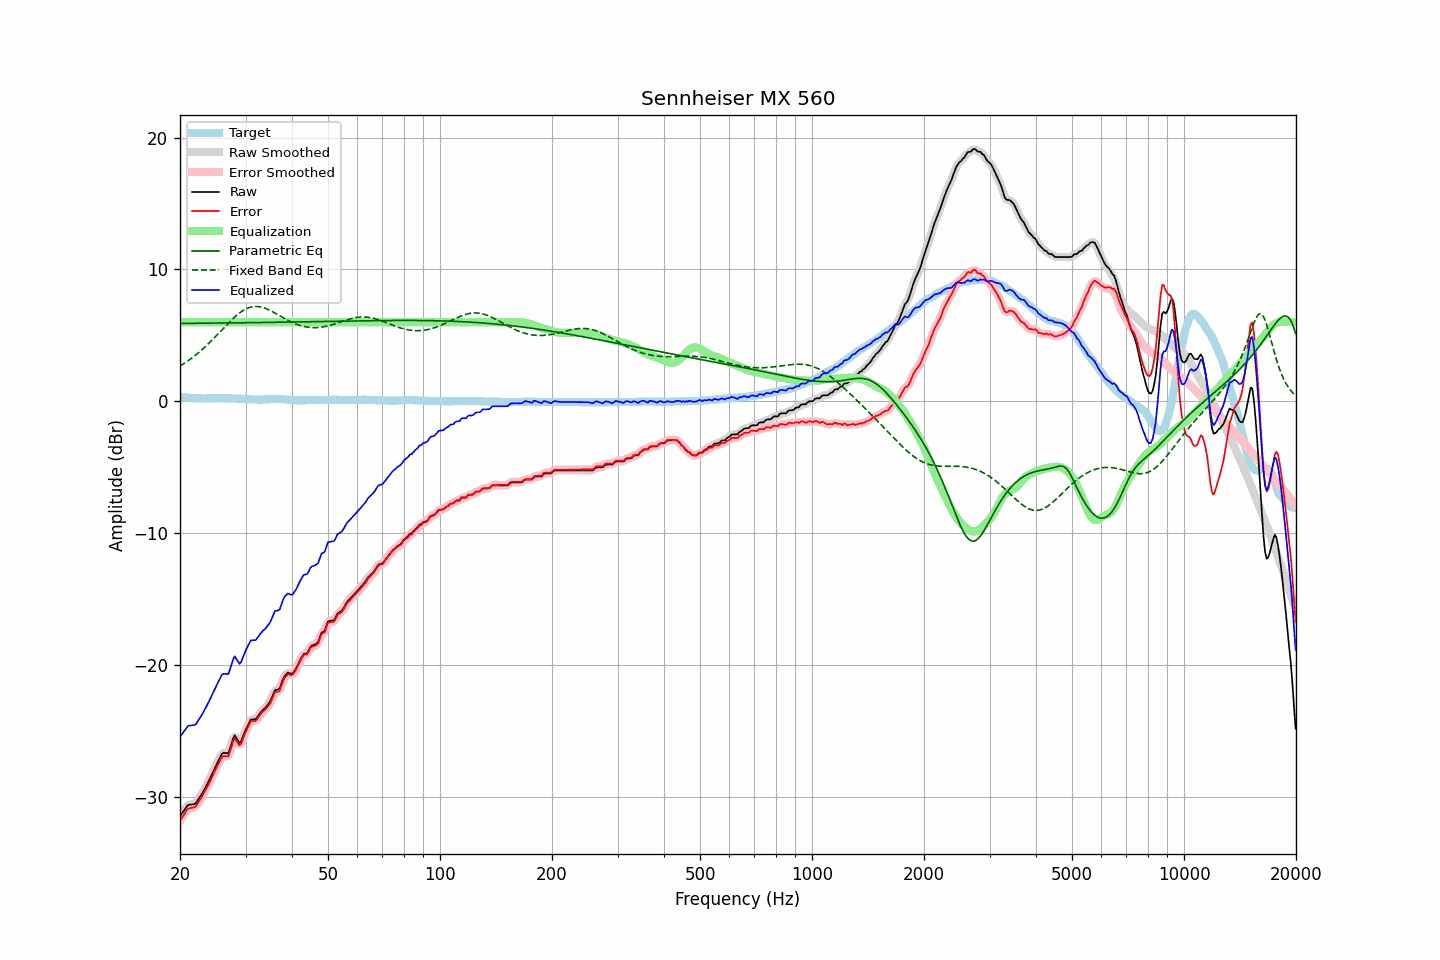 Sennheiser MX 560
Target
Raw Smoothed
Error Smoothed
Raw
Error
Equalization
Parametric Eq
Fixed Band Eq
Equalized
Amplitude (dBr)
20
10
0
−10
−20
−30
20 50 100 200 500 1000 2000 5000 10000 20000
Frequency (Hz)